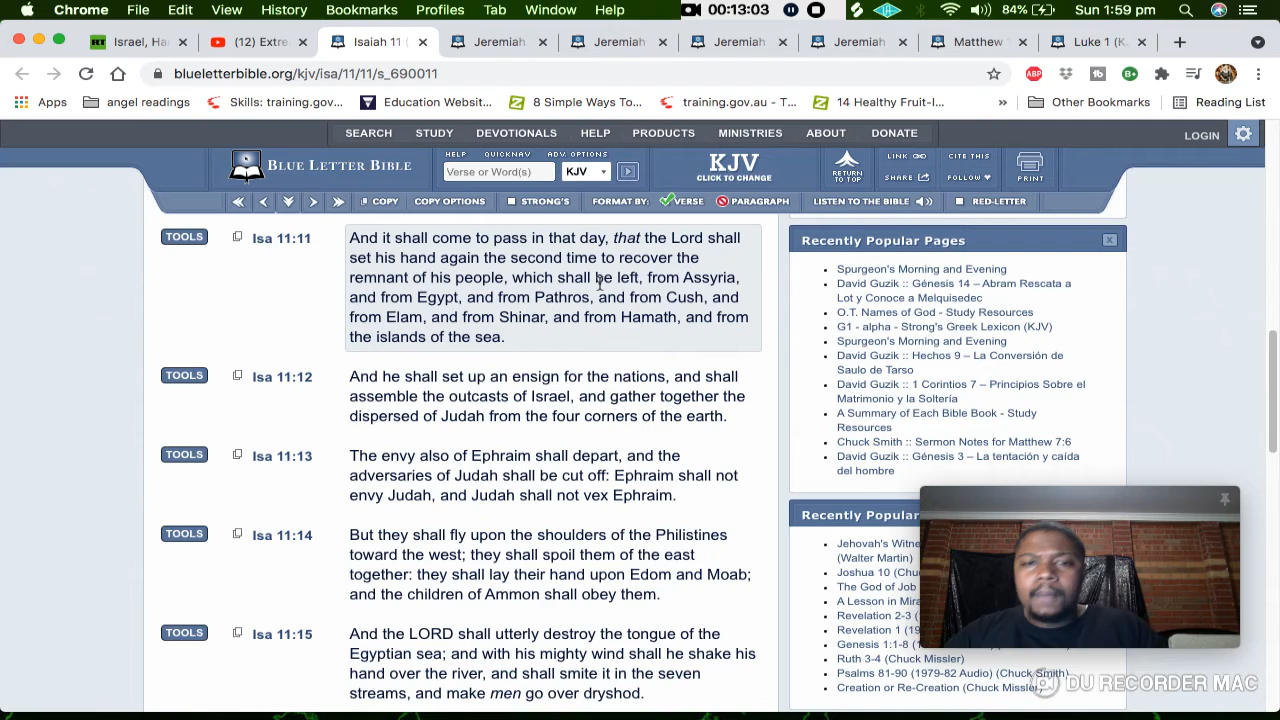 Chrome File Edit View History Bookmarks Profiles Tab Window Help 00:13:03 84% Sun 1:59 pm
Israel, Ha (12) Extre Isaiah 11 ( Jeremiah Jeremiah Jeremiah Jeremiah Matthew Luke 1 (K
blueletterbible.org/kjv/isa/11/11/s_690011 ABP
Apps angel readings Skills: training.gov... Education Websit... 8 Simple Ways To... training.gov.au - T... 14 Healthy Fruit-I... » Other Bookmarks Reading List
SEARCH STUDY DEVOTIONALS HELP PRODUCTS MINISTRIES ABOUT DONATE LOGIN
HELP QUICKNAV ADV. OPTIONS
BLUE LETTER BIBLE Verse or Word(s) KJV
KJV
CLICK TO CHANGE
RETURN TO TOP
LINK CITE THIS
SHARE FOLLOW PRINT
COPY COPY OPTIONS STRONG'S FORMAT BY: VERSE PARAGRAPH LISTEN TO THE BIBLE RED-LETTER
TOOLS Isa 11:11 And it shall come to pass in that day, that the Lord shall
set his hand again the second time to recover the
remnant of his people, which shall be left, from Assyria,
and from Egypt, and from Pathros, and from Cush, and
from Elam, and from Shinar, and from Hamath, and from
the islands of the sea.
TOOLS Isa 11:12 And he shall set up an ensign for the nations, and shall
assemble the outcasts of Israel, and gather together the
dispersed of Judah from the four corners of the earth.
TOOLS Isa 11:13 The envy also of Ephraim shall depart, and the
adversaries of Judah shall be cut off: Ephraim shall not
envy Judah, and Judah shall not vex Ephraim.
TOOLS Isa 11:14 But they shall fly upon the shoulders of the Philistines
toward the west; they shall spoil them of the east
together: they shall lay their hand upon Edom and Moab;
and the children of Ammon shall obey them.
TOOLS Isa 11:15 And the LORD shall utterly destroy the tongue of the
Egyptian sea; and with his mighty wind shall he shake his
hand over the river, and shall smite it in the seven
streams, and make men go over dryshod.
Recently Popular Pages
Spurgeon's Morning and Evening
David Guzik :: Génesis 14 – Abram Rescata a
Lot y Conoce a Melquisedec
O.T. Names of God - Study Resources
G1 - alpha - Strong's Greek Lexicon (KJV)
Spurgeon's Morning and Evening
David Guzik :: Hechos 9 – La Conversión de
Saulo de Tarso
David Guzik :: 1 Corintios 7 – Principios Sobre el
Matrimonio y la Soltería
A Summary of Each Bible Book - Study
Resources
Chuck Smith :: Sermon Notes for Matthew 7:6
David Guzik :: Génesis 3 – La tentación y caída
del hombre
Recently Popular
Jehovah's Witne
(Walter Martin)
Joshua 10 (Chuck
The God of Job
A Lesson in Mira
Revelation 2-3 (
Revelation 1 (19
Genesis 1:1-8 (
Ruth 3-4 (Chuck Missler)
Psalms 81-90 (1979-82 Audio) (Chuck Smith)
Creation or Re-Creation (Chuck Missler)
DU RECORDER MAC